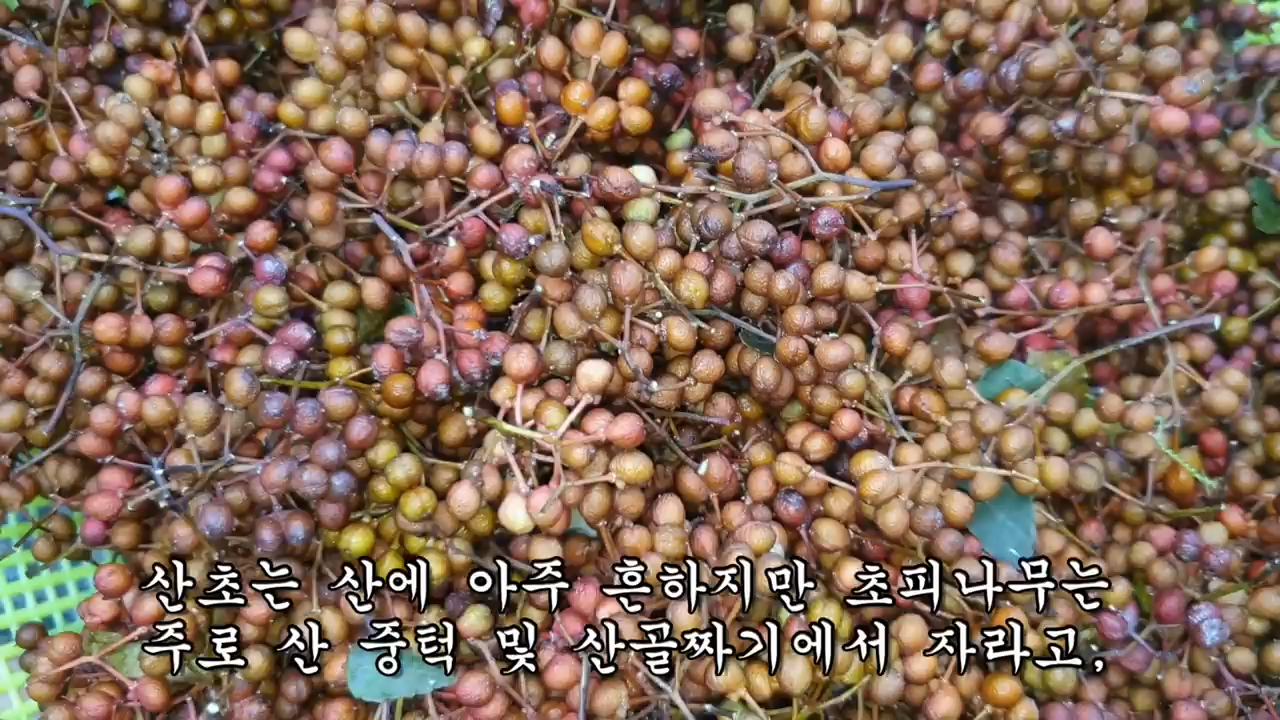 산초는 산에 아주 흔하지만 초피나무는
주로 산 중턱 및 산골짜기에서 자라고,